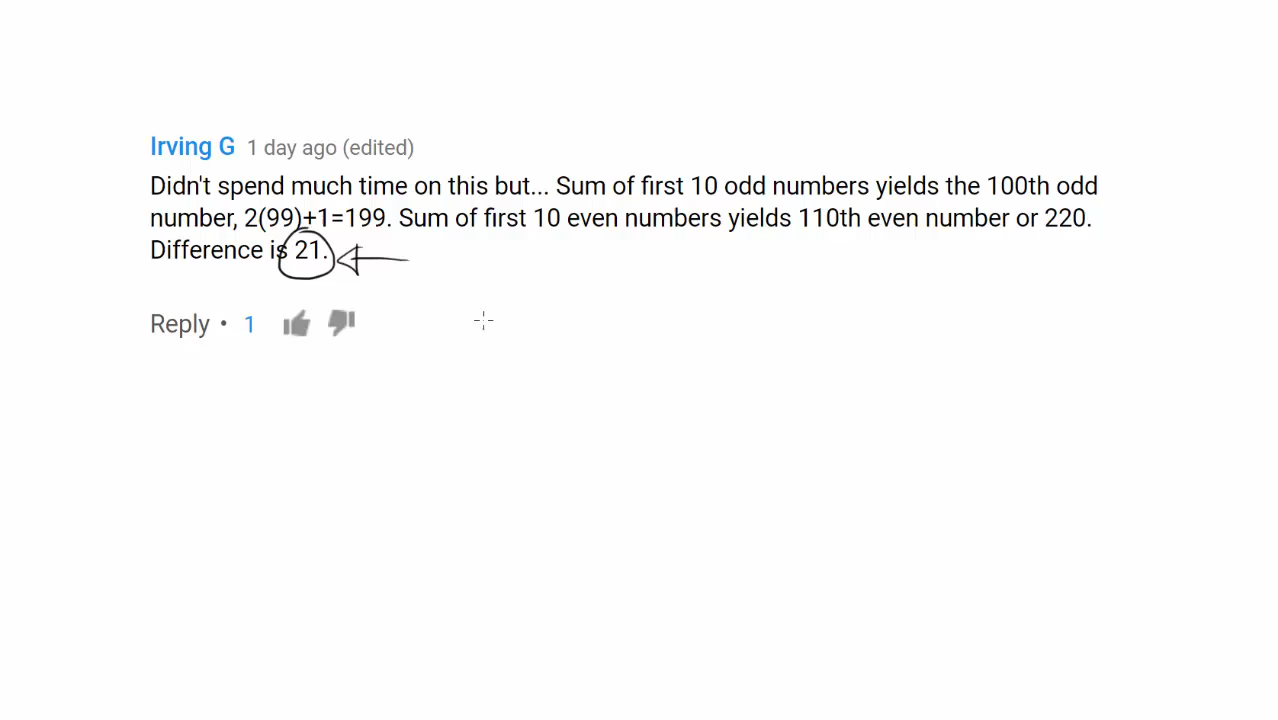 Irving G 1 day ago (edited)
Didn't spend much time on this but... Sum of first 10 odd numbers yields the 100th odd
number, 2(99)+1=199. Sum of first 10 even numbers yields 110th even number or 220.
Difference is 21.
Reply • 1